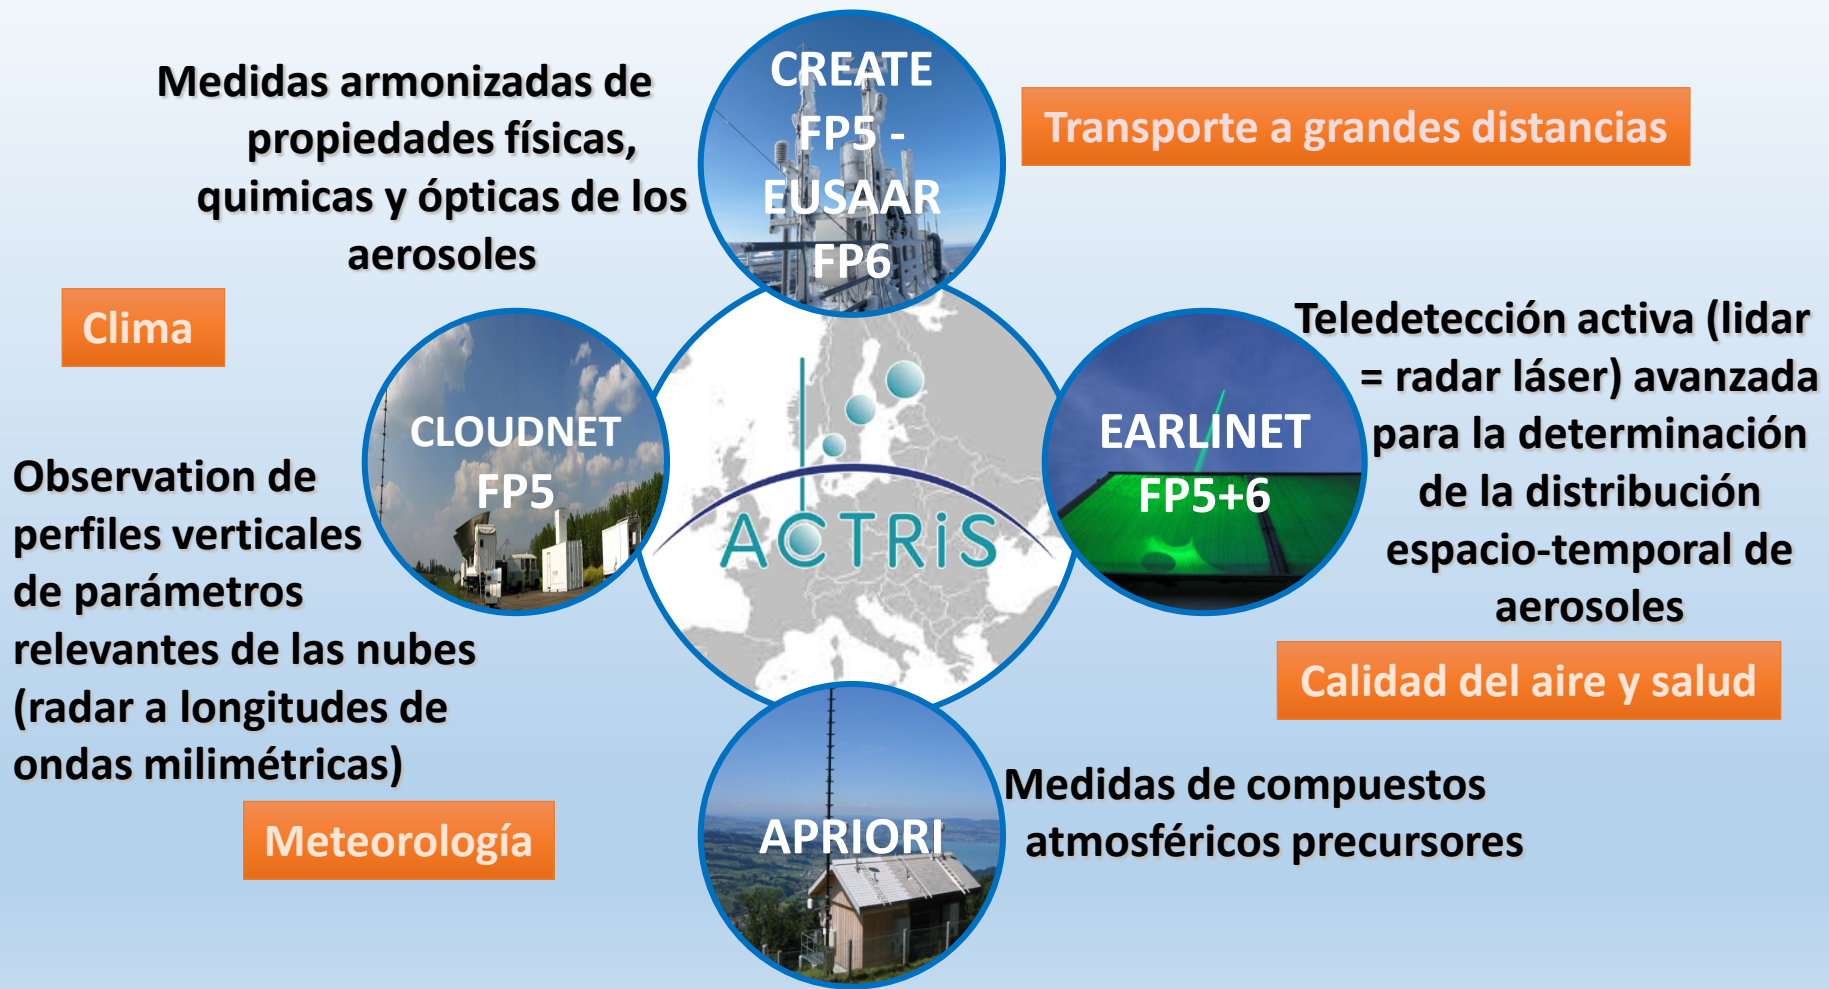 Medidas armonizadas de
propiedades físicas,
quimicas y ópticas de los
aerosoles
CREATE
FP5 -
EUSAAR
FP6
Transporte a grandes distancias
Clima
CLOUDNET
FP5
Observation de
perfiles verticales
de parámetros
relevantes de las nubes
(radar a longitudes de
ondas milimétricas)
Meteorología
ACTRiS
EARLINET
FP5+6
Teledetección activa (lidar
= radar láser) avanzada
para la determinación
de la distribución
espacio-temporal de
aerosoles
Calidad del aire y salud
APRIORI
Medidas de compuestos
atmosféricos precursores